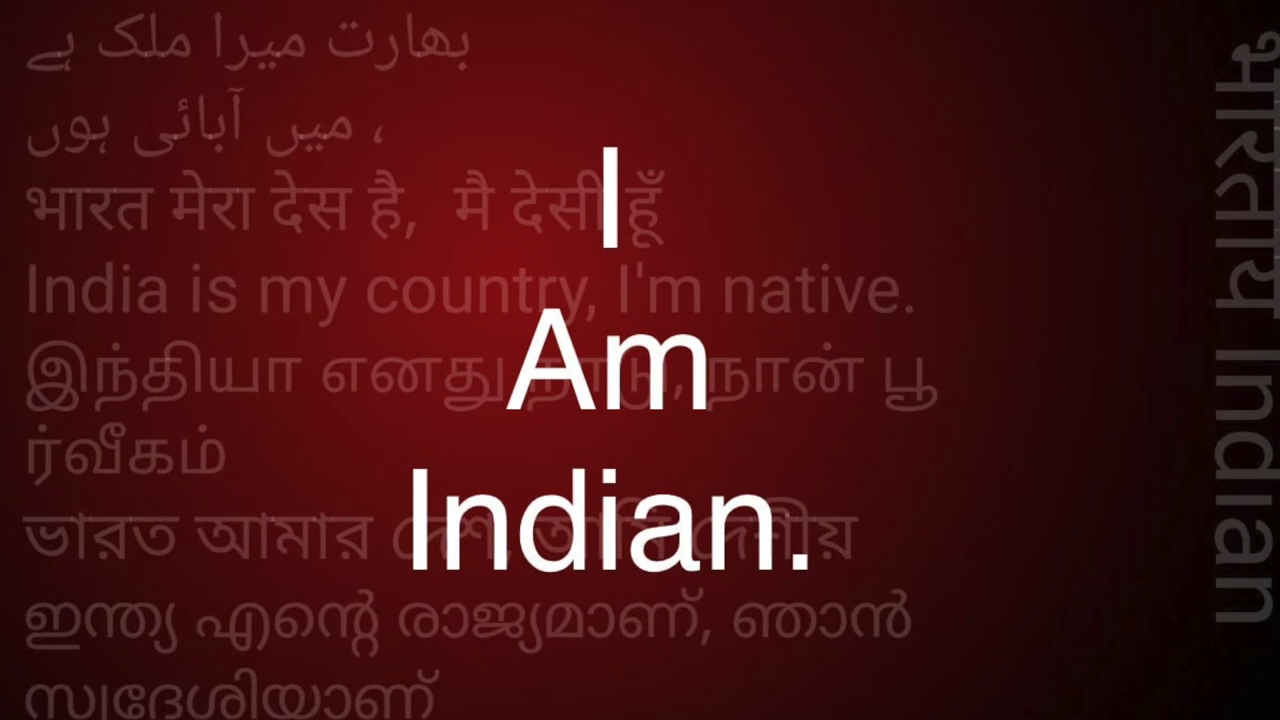 بھارت میرا ملک ہے
میں آبائی ہوں ،
भारत मेरा देस है, मै देसी हूँ
India is my country, I'm native.
இந்தியா எனது நாடு, நான் பூ
ர்வீகம்
ভারত আমার দেশ, আমি দেশীয়
ഇന്ത്യ എന്റെ രാജ്യമാണ്, ഞാൻ
സ്വദേശിയാണ്
I
Am
Indian.
भारतीय Indian